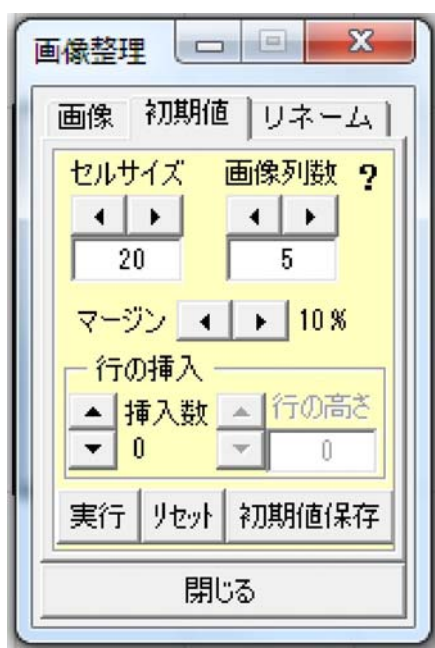 画像整理
画像 初期値 リネーム
セルサイズ 画像列数 ?
20 5
マージン 10 %
行の挿入
挿入数 行の高さ
0 0
実行 リセット 初期値保存
閉じる